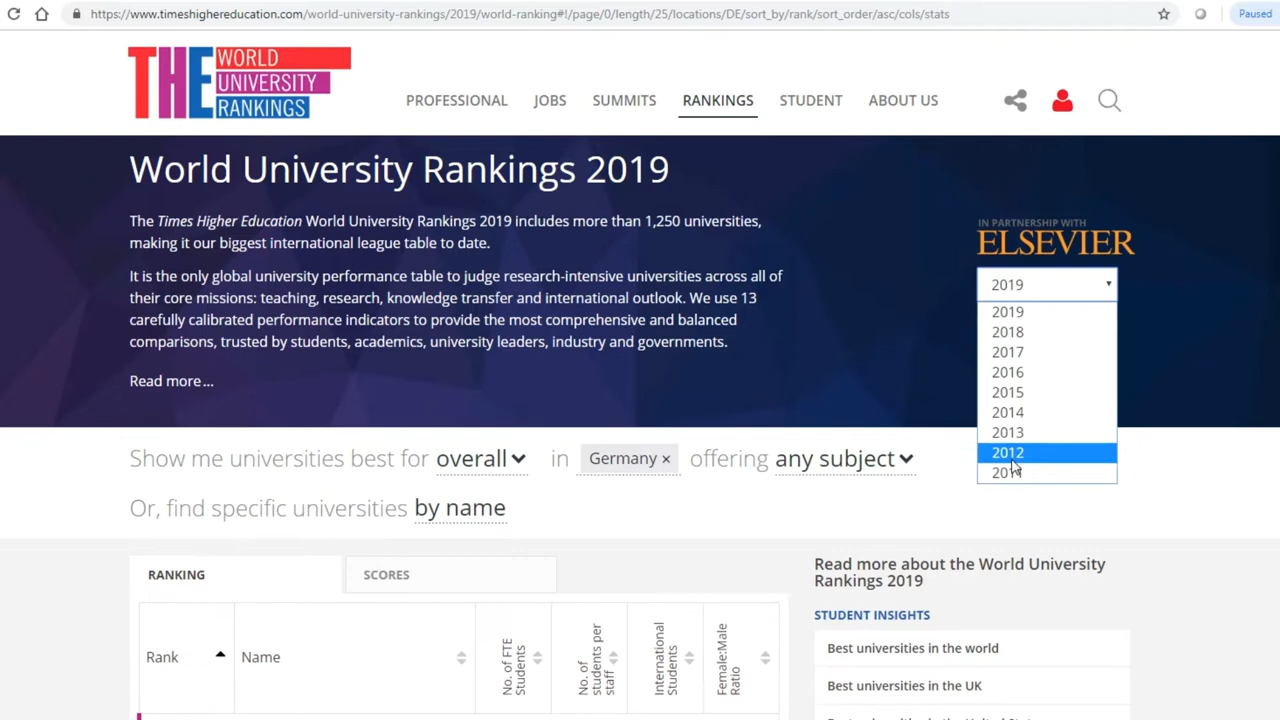 https://www.timeshighereducation.com/world-university-rankings/2019/world-ranking#!/page/0/length/25/locations/DE/sort_by/rank/sort_order/asc/cols/stats
Paused
THE WORLD UNIVERSITY RANKINGS
PROFESSIONAL JOBS SUMMITS RANKINGS STUDENT ABOUT US
World University Rankings 2019
The Times Higher Education World University Rankings 2019 includes more than 1,250 universities,
making it our biggest international league table to date.
It is the only global university performance table to judge research-intensive universities across all of
their core missions: teaching, research, knowledge transfer and international outlook. We use 13
carefully calibrated performance indicators to provide the most comprehensive and balanced
comparisons, trusted by students, academics, university leaders, industry and governments.
Read more...
IN PARTNERSHIP WITH
ELSEVIER
2019
2019
2018
2017
2016
2015
2014
2013
2012
2011
Show me universities best for overall in Germany × offering any subject
Or, find specific universities by name
RANKING SCORES
Rank
Name
No. of FTE
Students
No. of
students per
staff
International
Students
Female:Male
Ratio
Read more about the World University
Rankings 2019
STUDENT INSIGHTS
Best universities in the world
Best universities in the UK